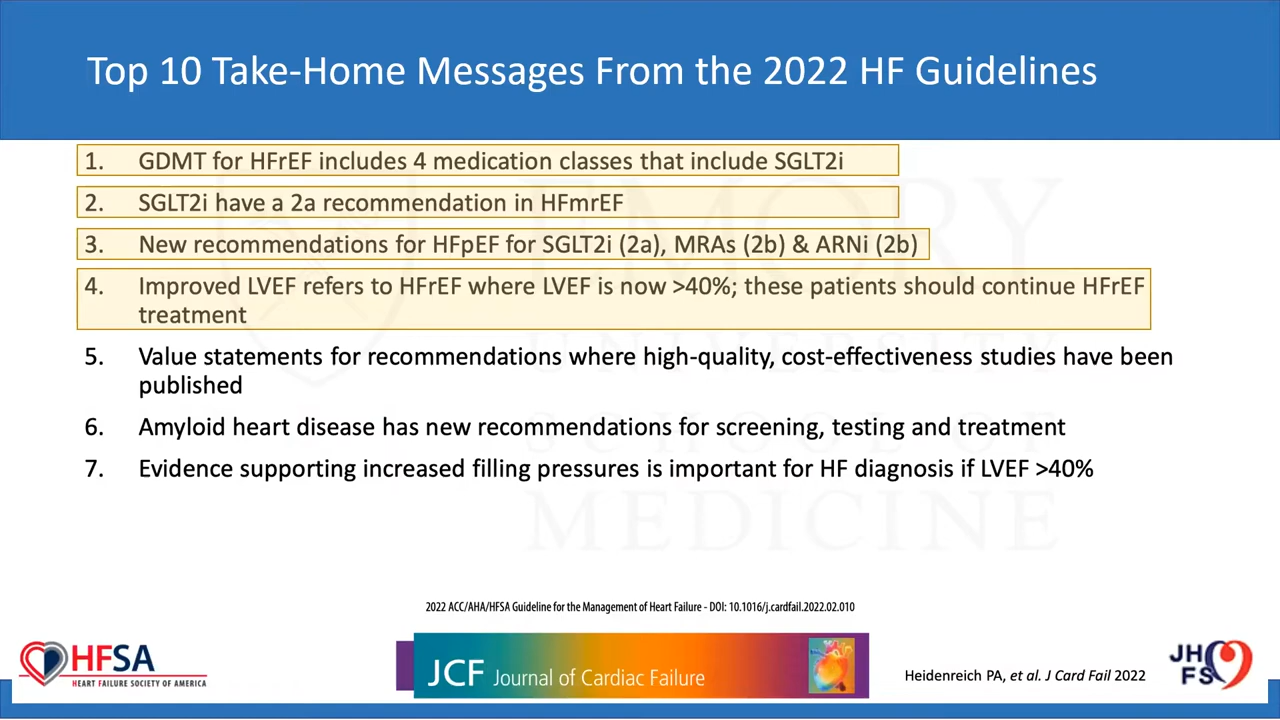 Top 10 Take-Home Messages From the 2022 HF Guidelines
1. GDMT for HFrEF includes 4 medication classes that include SGLT2i
2. SGLT2i have a 2a recommendation in HFmrEF
3. New recommendations for HFpEF for SGLT2i (2a), MRAs (2b) & ARNi (2b)
4. Improved LVEF refers to HFrEF where LVEF is now >40%; these patients should continue HFrEF
treatment
5. Value statements for recommendations where high-quality, cost-effectiveness studies have been
published
6. Amyloid heart disease has new recommendations for screening, testing and treatment
7. Evidence supporting increased filling pressures is important for HF diagnosis if LVEF >40%
EMORY
UNIVERSITY
SCHOOL OF
MEDICINE
2022 ACC/AHA/HFSA Guideline for the Management of Heart Failure - DOI: 10.1016/j.cardfail.2022.02.010
HFSA
HEART FAILURE SOCIETY OF AMERICA
JCF Journal of Cardiac Failure
Heidenreich PA, et al. J Card Fail 2022
JH
FS